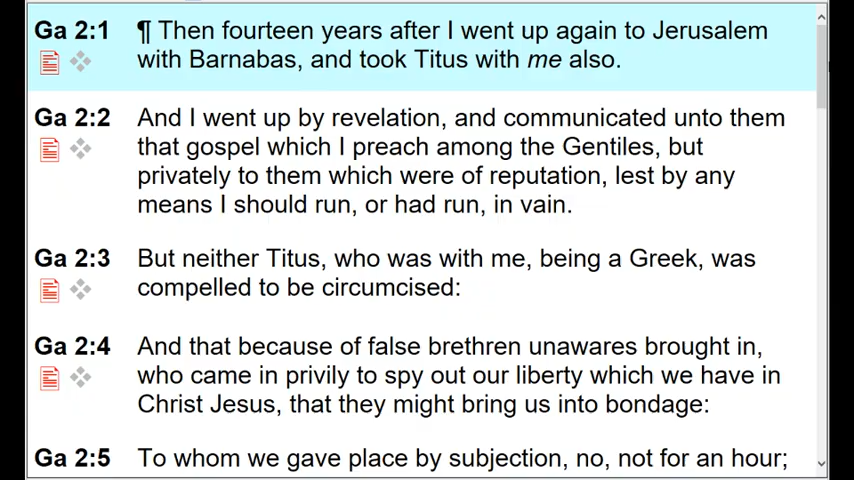 Ga 2:1 ¶ Then fourteen years after I went up again to Jerusalem
with Barnabas, and took Titus with me also.
Ga 2:2 And I went up by revelation, and communicated unto them
that gospel which I preach among the Gentiles, but
privately to them which were of reputation, lest by any
means I should run, or had run, in vain.
Ga 2:3 But neither Titus, who was with me, being a Greek, was
compelled to be circumcised:
Ga 2:4 And that because of false brethren unawares brought in,
who came in privily to spy out our liberty which we have in
Christ Jesus, that they might bring us into bondage:
Ga 2:5 To whom we gave place by subjection, no, not for an hour;